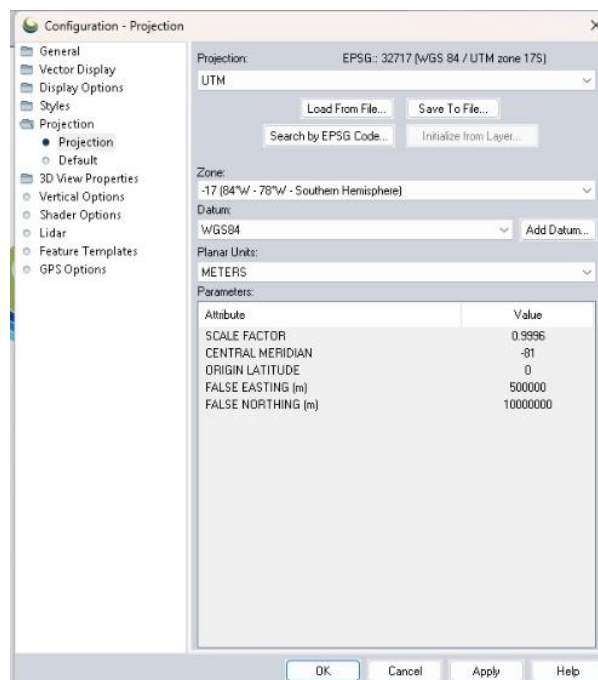 Configuration - Projection
General
Vector Display
Display Options
Styles
Projection
Projection
Default
3D View Properties
Vertical Options
Shader Options
Lidar
Feature Templates
GPS Options
Projection: EPSG:: 32717 (WGS 84 / UTM zone 17S)
UTM
Load From File... Save To File...
Search by EPSG Code... Initialize from Layer...
Zone:
-17 (84°W - 78°W - Southern Hemisphere)
Datum:
WGS84 Add Datum...
Planar Units:
METERS
Parameters:
Attribute Value
SCALE FACTOR 0.9996
CENTRAL MERIDIAN -81
ORIGIN LATITUDE 0
FALSE EASTING (m) 500000
FALSE NORTHING (m) 10000000
OK Cancel Apply Help